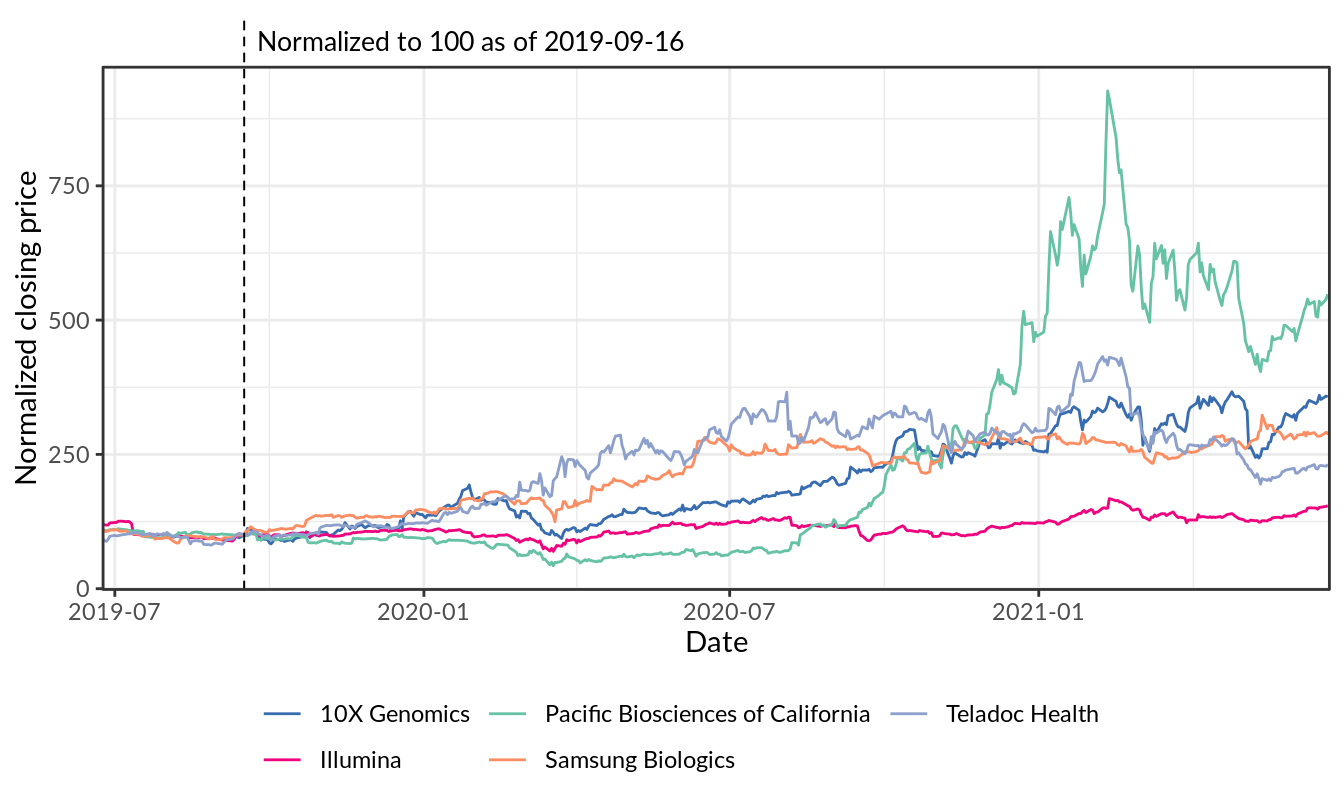 Normalized to 100 as of 2019-09-16
Normalized closing price
750
500
250
0
2019-07
2020-01
2020-07
2021-01
Date
10X Genomics
Pacific Biosciences of California
Teladoc Health
Illumina
Samsung Biologics